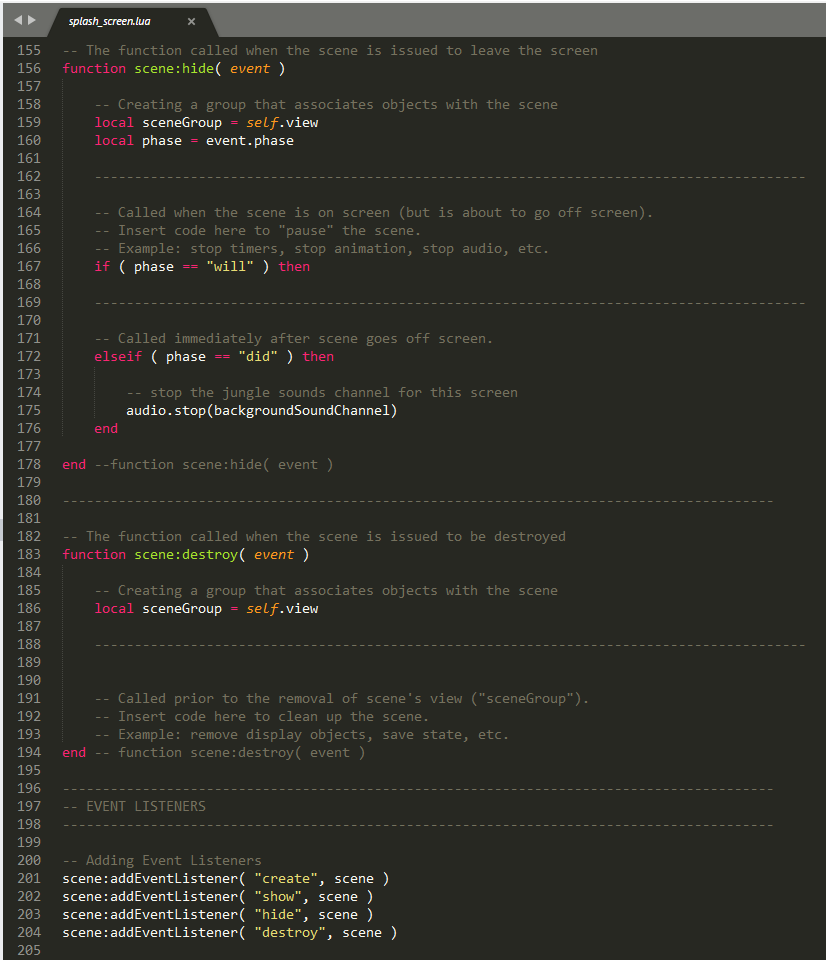 splash_screen.lua ×
155 -- The function called when the scene is issued to leave the screen
156 function scene:hide( event )
157
158 -- Creating a group that associates objects with the scene
159 local sceneGroup = self.view
160 local phase = event.phase
161
162 -----------------------------------------------------------------------------------------
163
164 -- Called when the scene is on screen (but is about to go off screen).
165 -- Insert code here to "pause" the scene.
166 -- Example: stop timers, stop animation, stop audio, etc.
167 if ( phase == "will" ) then
168
169 -----------------------------------------------------------------------------------------
170
171 -- Called immediately after scene goes off screen.
172 elseif ( phase == "did" ) then
173
174 -- stop the jungle sounds channel for this screen
175 audio.stop(backgroundSoundChannel)
176 end
177
178 end --function scene:hide( event )
179
180 -----------------------------------------------------------------------------------------
181
182 -- The function called when the scene is issued to be destroyed
183 function scene:destroy( event )
184
185 -- Creating a group that associates objects with the scene
186 local sceneGroup = self.view
187
188 -----------------------------------------------------------------------------------------
189
190
191 -- Called prior to the removal of scene's view ("sceneGroup").
192 -- Insert code here to clean up the scene.
193 -- Example: remove display objects, save state, etc.
194 end -- function scene:destroy( event )
195
196 -----------------------------------------------------------------------------------------
197 -- EVENT LISTENERS
198 -----------------------------------------------------------------------------------------
199
200 -- Adding Event Listeners
201 scene:addEventListener( "create", scene )
202 scene:addEventListener( "show", scene )
203 scene:addEventListener( "hide", scene )
204 scene:addEventListener( "destroy", scene )
205